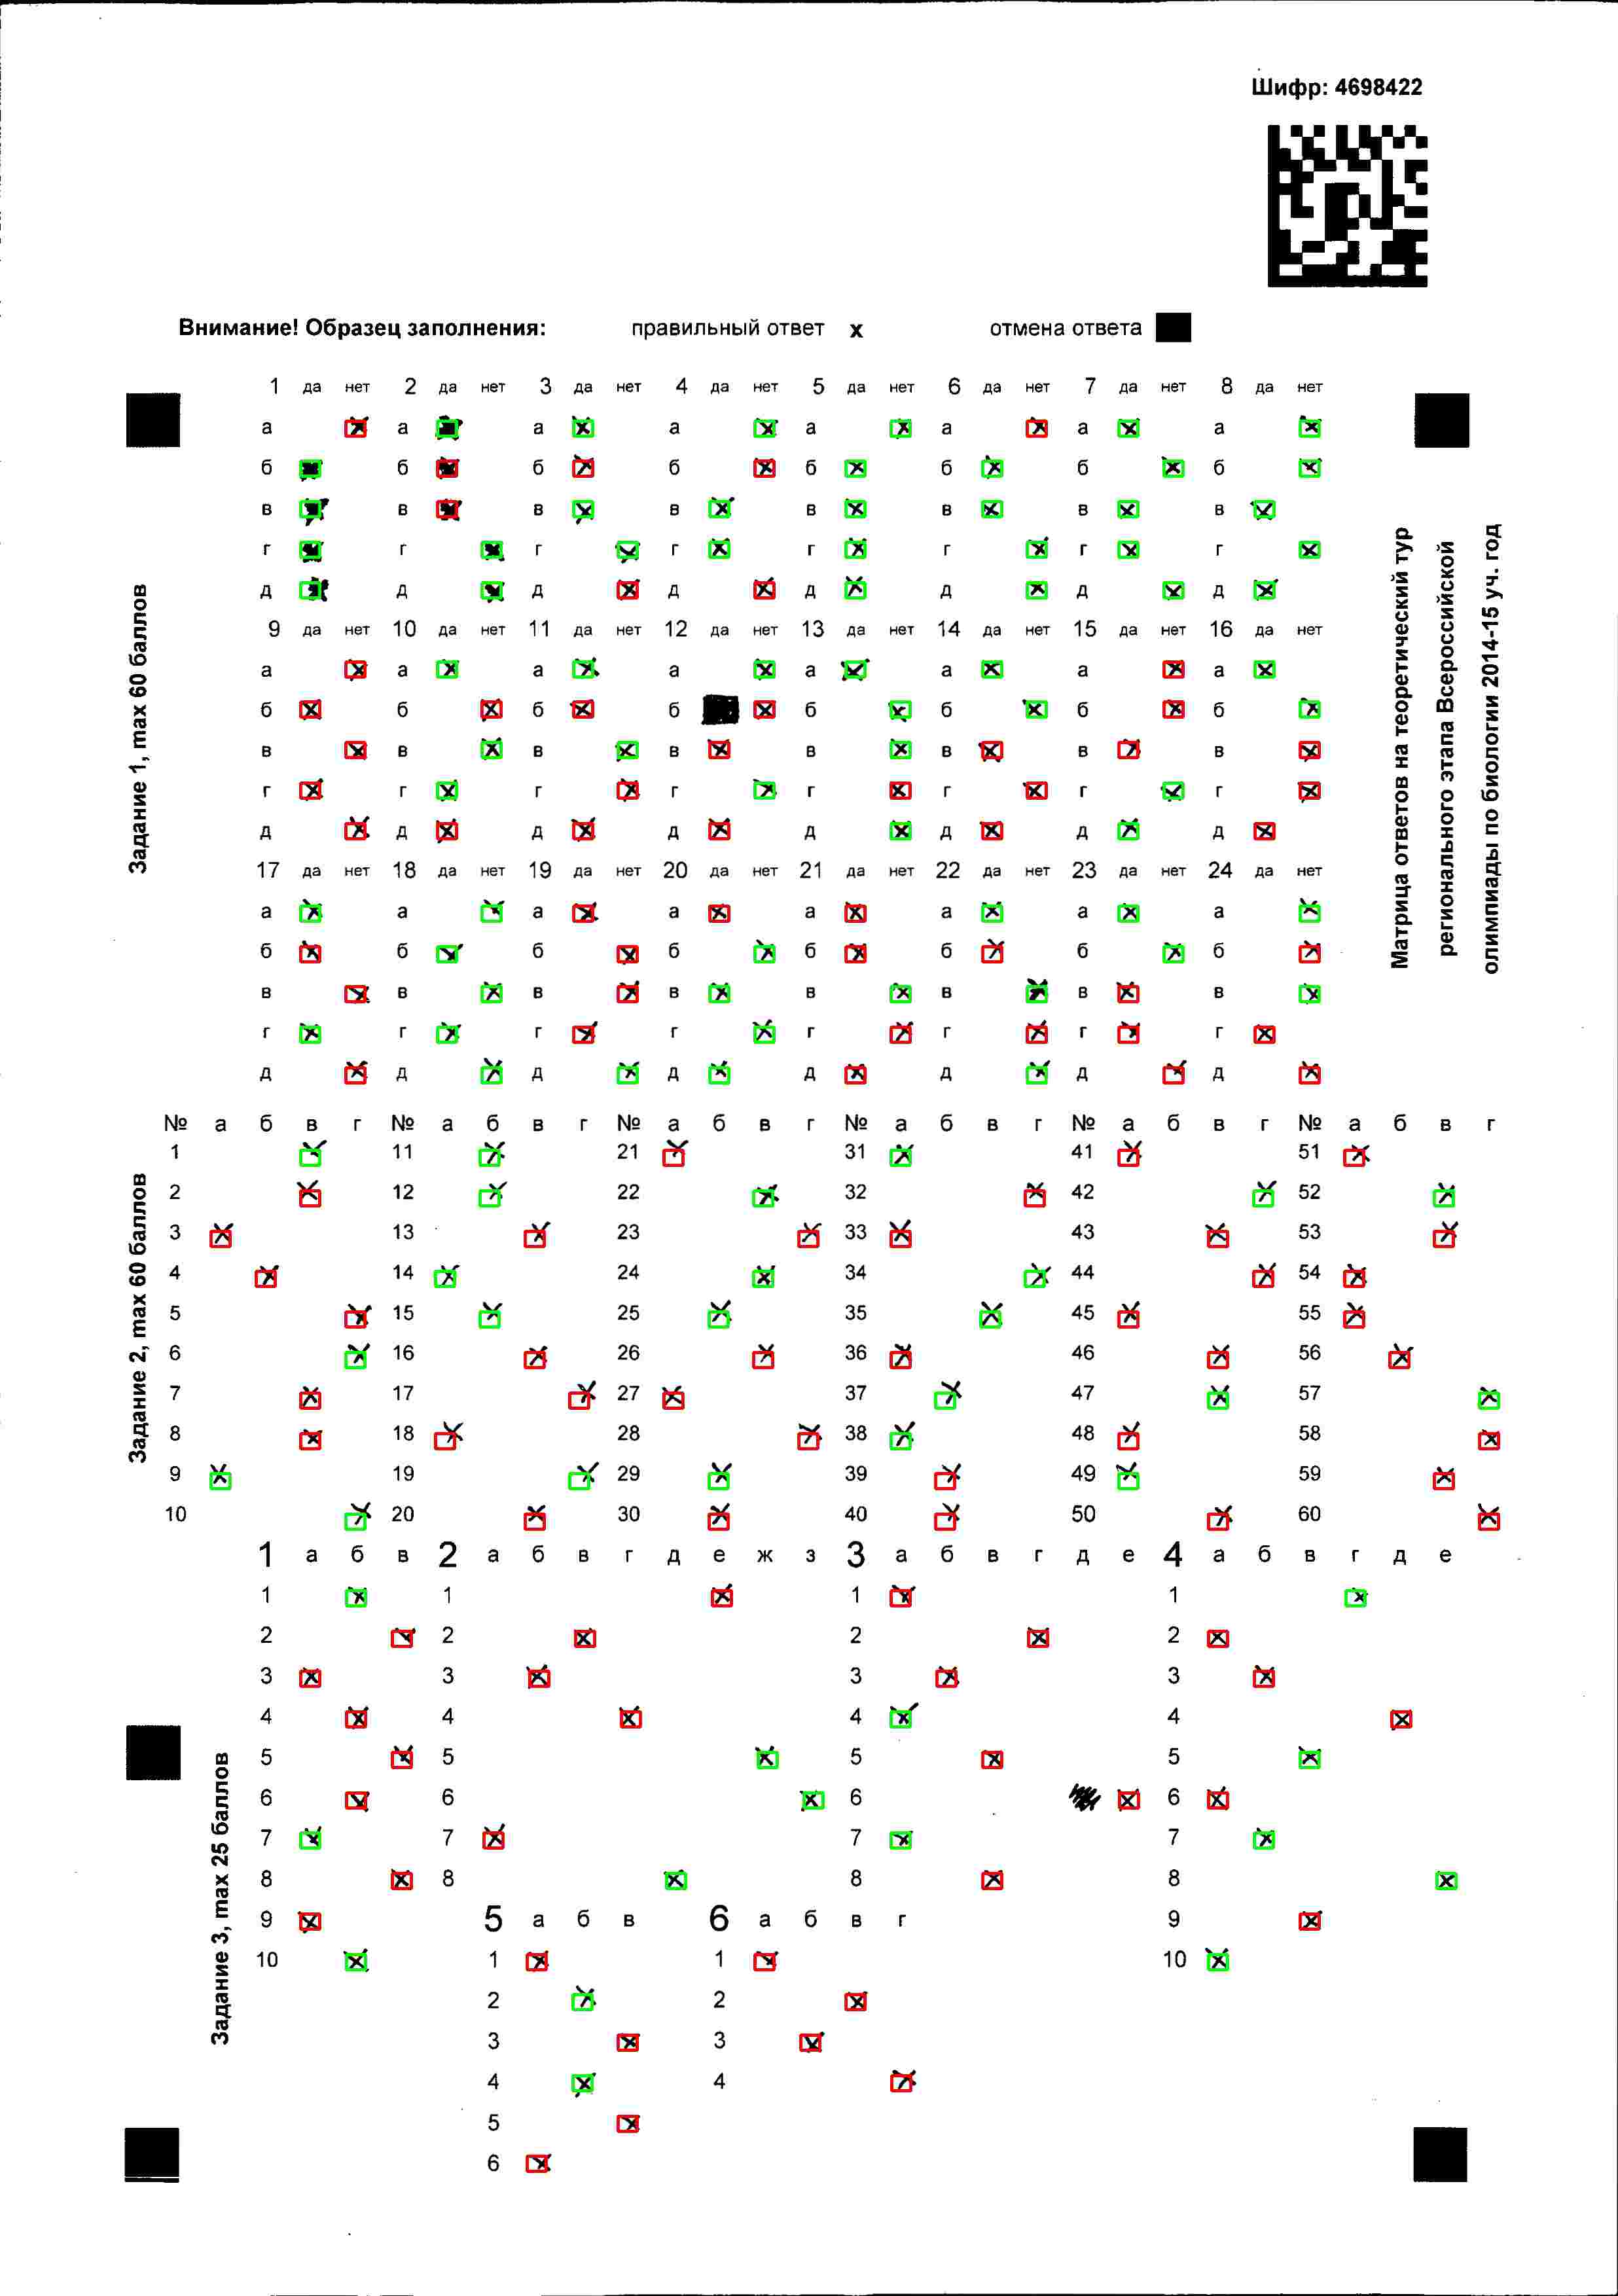 Шифр: 4698422
Внимание! Образец заполнения: правильный ответ x отмена ответа
Матрица ответов на теоретический тур
регионального этапа Всероссийской
олимпиады по биологии 2014-15 уч. год
Задание 1, max 60 баллов
1 да нет 2 да нет 3 да нет 4 да нет 5 да нет 6 да нет 7 да нет 8 да нет
а а а а а а а а
б б б б б б б б
в в в в в в в в
г г г г г г г г
д д д д д д д д
9 да нет 10 да нет 11 да нет 12 да нет 13 да нет 14 да нет 15 да нет 16 да нет
а а а а а а а а
б б б б б б б б
в в в в в в в в
г г г г г г г г
д д д д д д д д
17 да нет 18 да нет 19 да нет 20 да нет 21 да нет 22 да нет 23 да нет 24 да нет
а а а а а а а а
б б б б б б б б
в в в в в в в в
г г г г г г г г
д д д д д д д д
Задание 2, max 60 баллов
№ а б в г № а б в г № а б в г № а б в г № а б в г № а б в г
1 11 21 31 41 51
2 12 22 32 42 52
3 13 23 33 43 53
4 14 24 34 44 54
5 15 25 35 45 55
6 16 26 36 46 56
7 17 27 37 47 57
8 18 28 38 48 58
9 19 29 39 49 59
10 20 30 40 50 60
Задание 3, max 25 баллов
1 а б в 2 а б в г д е ж з 3 а б в г д е 4 а б в г д е
1 1 1 1
2 2 2 2
3 3 3 3
4 4 4 4
5 5 5 5
6 6 6 6
7 7 7 7
8 8 8 8
9 5 а б в 6 а б в г 9
10 1 1 10
2 2
3 3
4 4
5
6